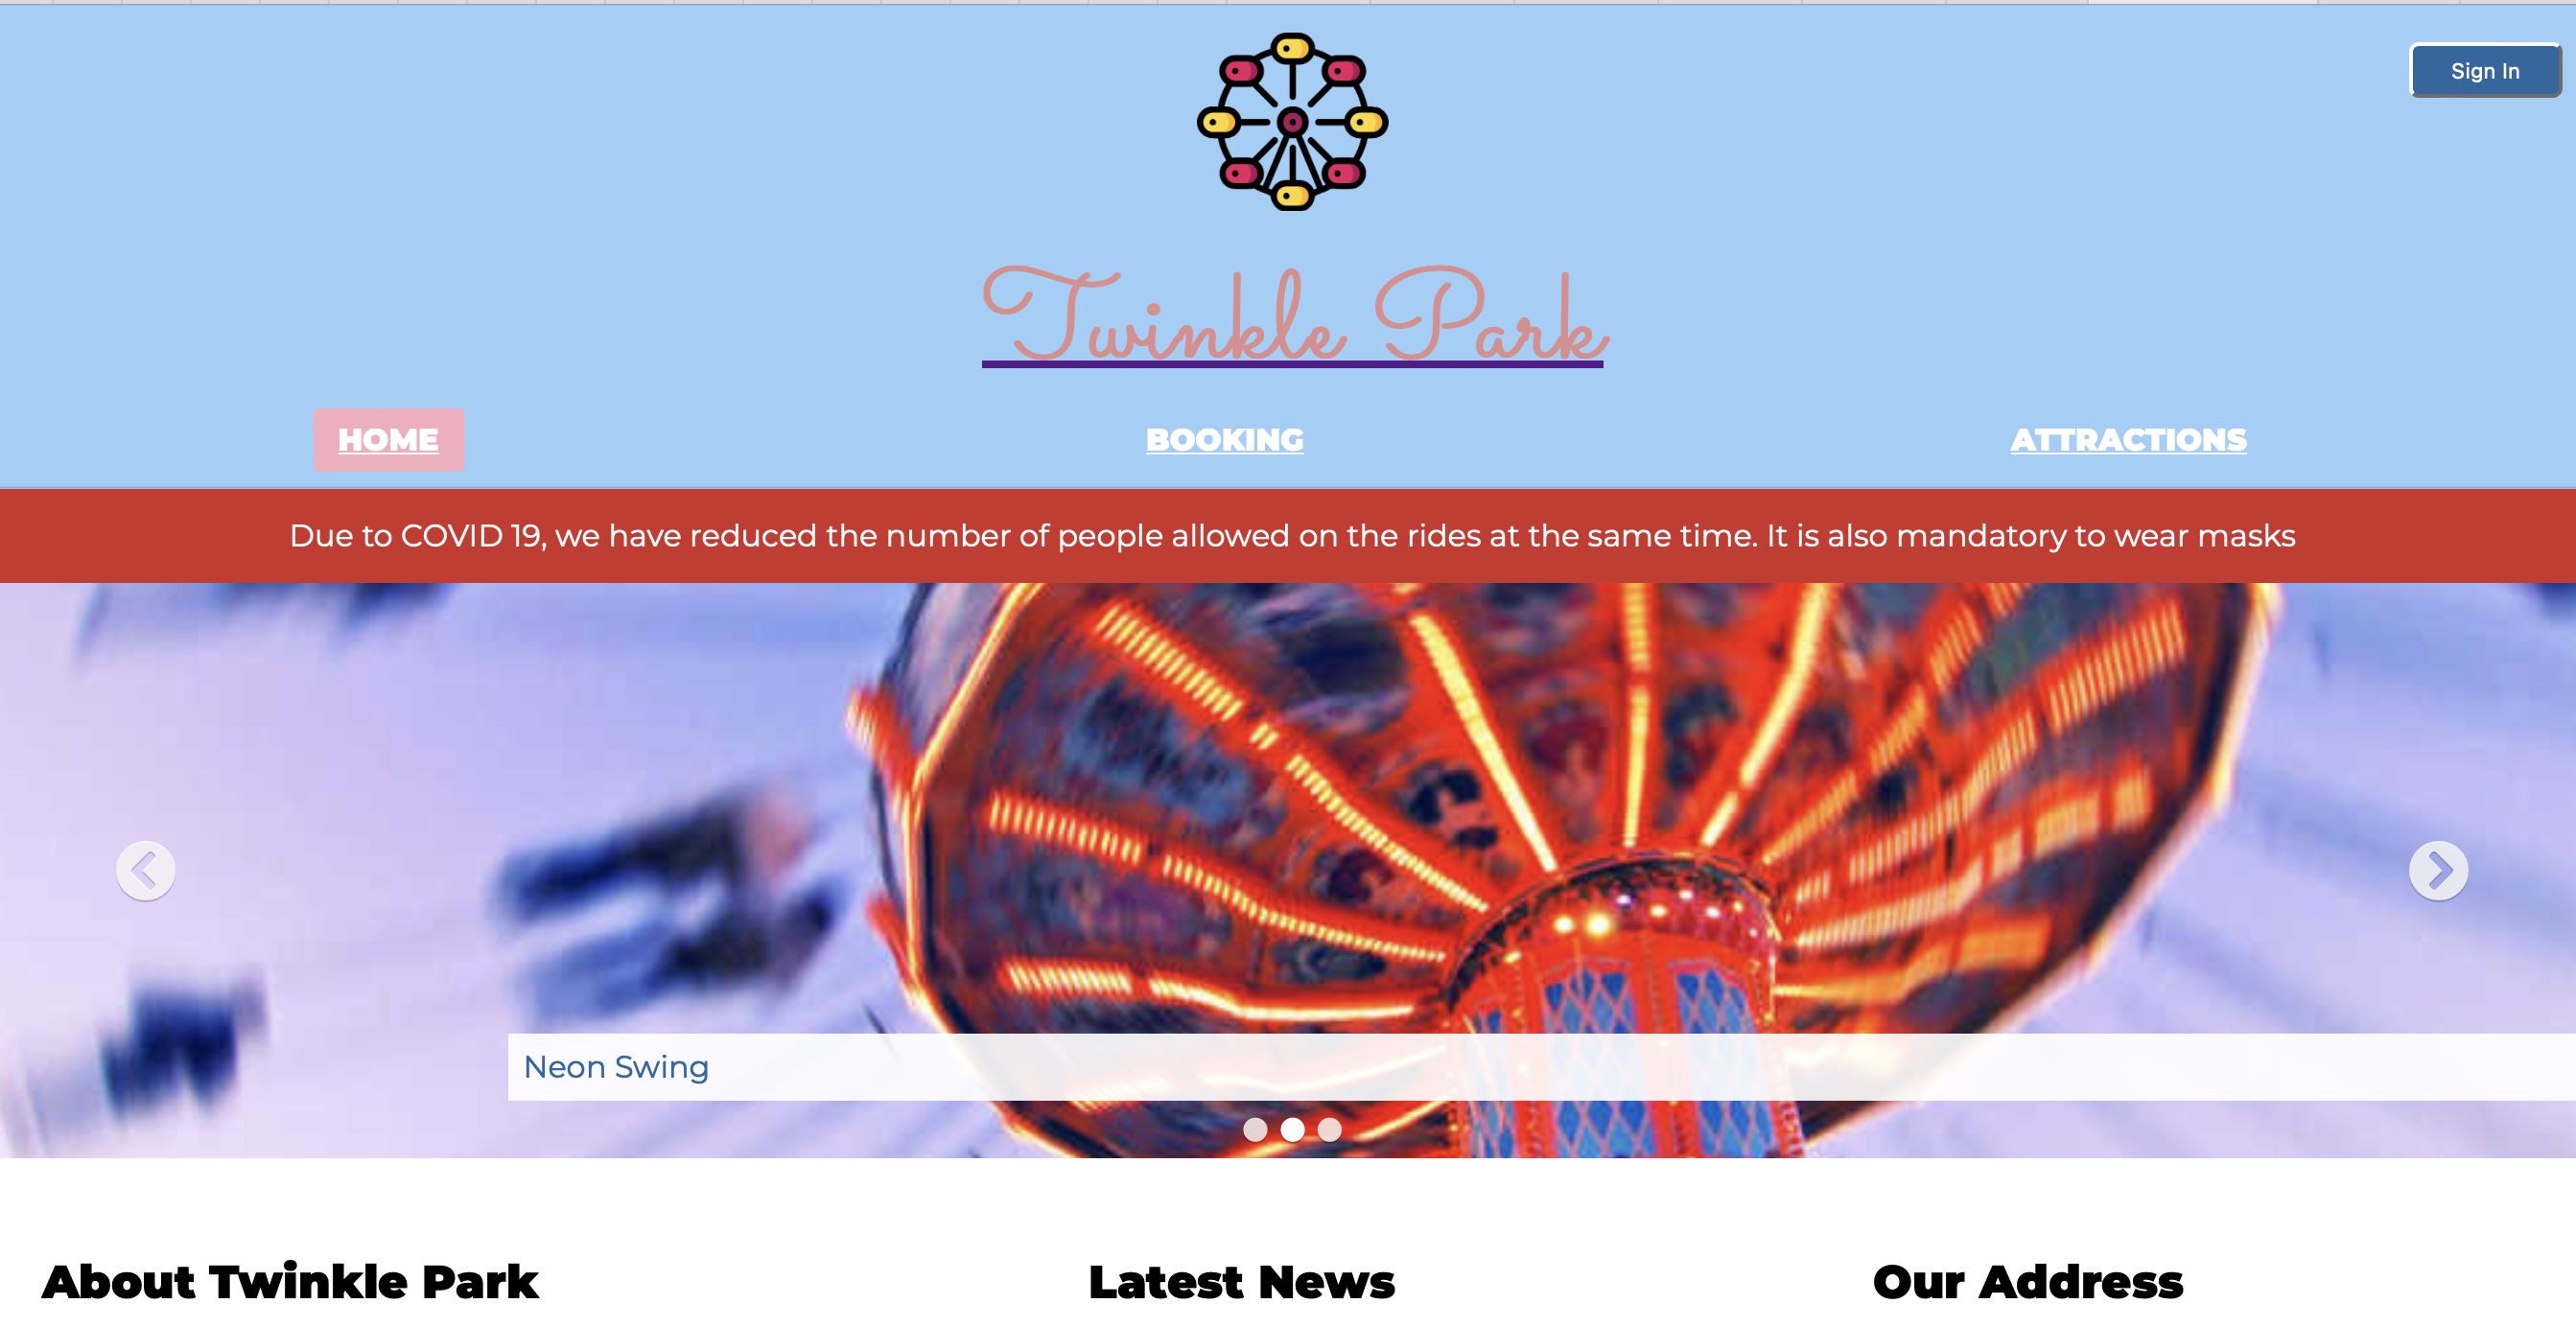 Sign In
Twinkle Park
HOME
BOOKING
ATTRACTIONS
Due to COVID 19, we have reduced the number of people allowed on the rides at the same time. It is also mandatory to wear masks
Neon Swing
About Twinkle Park
Latest News
Our Address